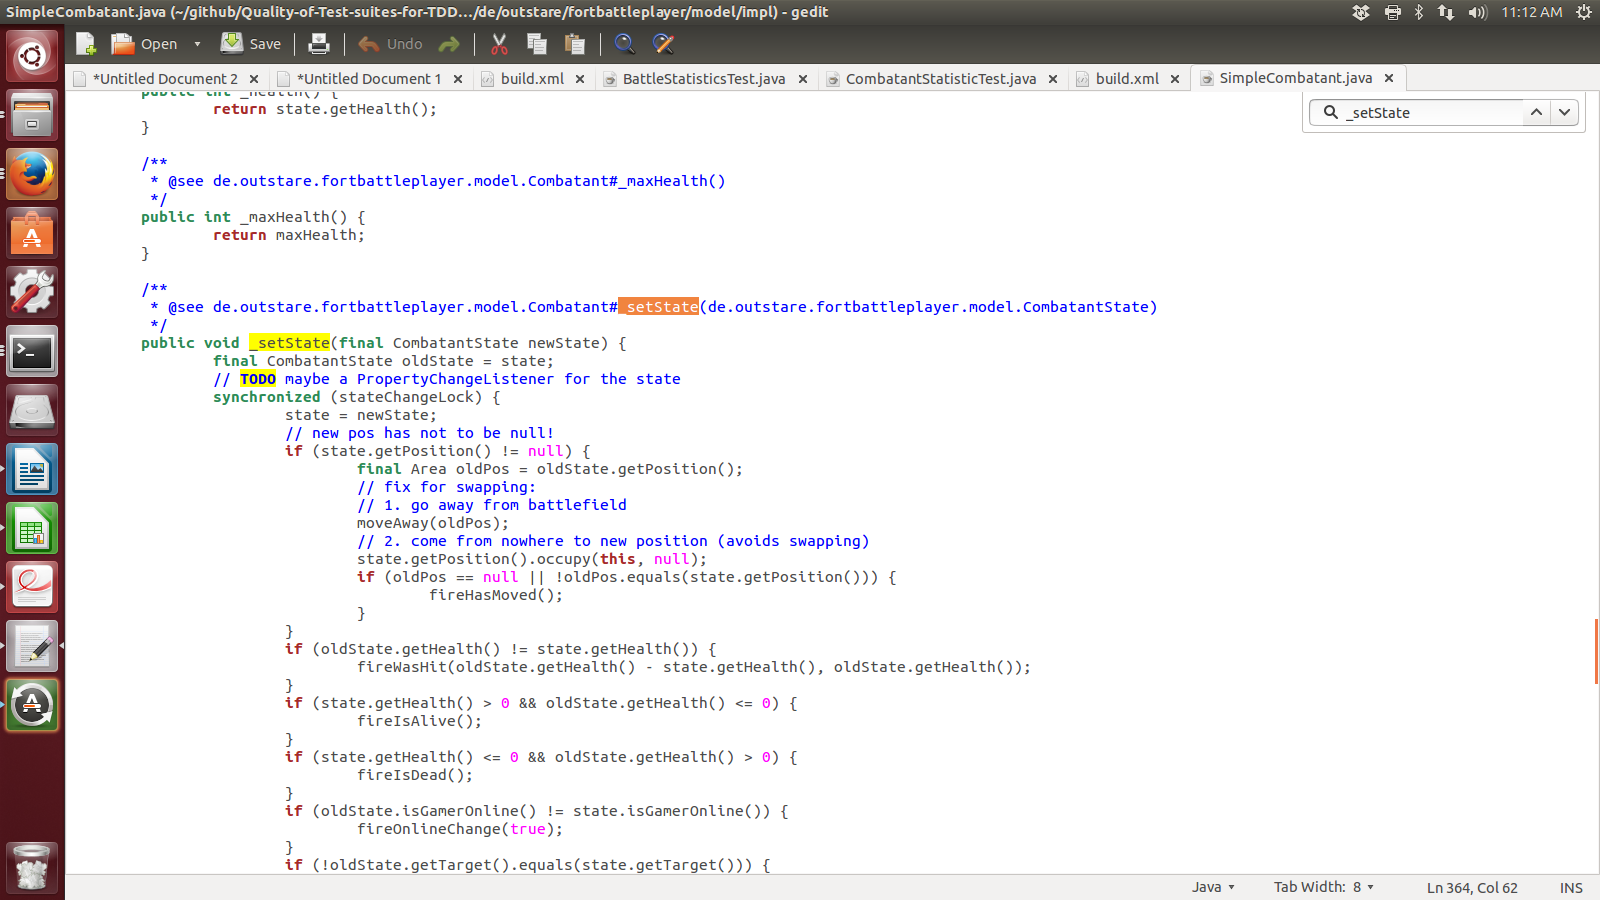 SimpleCombatant.java (~/github/Quality-of-Test-suites-for-TDD.../de/outstare/fortbattleplayer/model/impl) - gedit
11:12 AM
Open
Save
Undo
*Untitled Document 2
*Untitled Document 1
build.xml
BattleStatisticsTest.java
CombatantStatisticTest.java
build.xml
SimpleCombatant.java
_setState
public int _health() {
return state.getHealth();
}
/**
* @see de.outstare.fortbattleplayer.model.Combatant#_maxHealth()
*/
public int _maxHealth() {
return maxHealth;
}
/**
* @see de.outstare.fortbattleplayer.model.Combatant#_setState(de.outstare.fortbattleplayer.model.CombatantState)
*/
public void _setState(final CombatantState newState) {
final CombatantState oldState = state;
// TODO maybe a PropertyChangeListener for the state
synchronized (stateChangeLock) {
state = newState;
// new pos has not to be null!
if (state.getPosition() != null) {
final Area oldPos = oldState.getPosition();
// fix for swapping:
// 1. go away from battlefield
moveAway(oldPos);
// 2. come from nowhere to new position (avoids swapping)
state.getPosition().occupy(this, null);
if (oldPos == null || !oldPos.equals(state.getPosition())) {
fireHasMoved();
}
}
if (oldState.getHealth() != state.getHealth()) {
fireWasHit(oldState.getHealth() - state.getHealth(), oldState.getHealth());
}
if (state.getHealth() > 0 && oldState.getHealth() <= 0) {
fireIsAlive();
}
if (state.getHealth() <= 0 && oldState.getHealth() > 0) {
fireIsDead();
}
if (oldState.isGamerOnline() != state.isGamerOnline()) {
fireOnlineChange(true);
}
if (!oldState.getTarget().equals(state.getTarget())) {
Java
Tab Width: 8
Ln 364, Col 62
INS